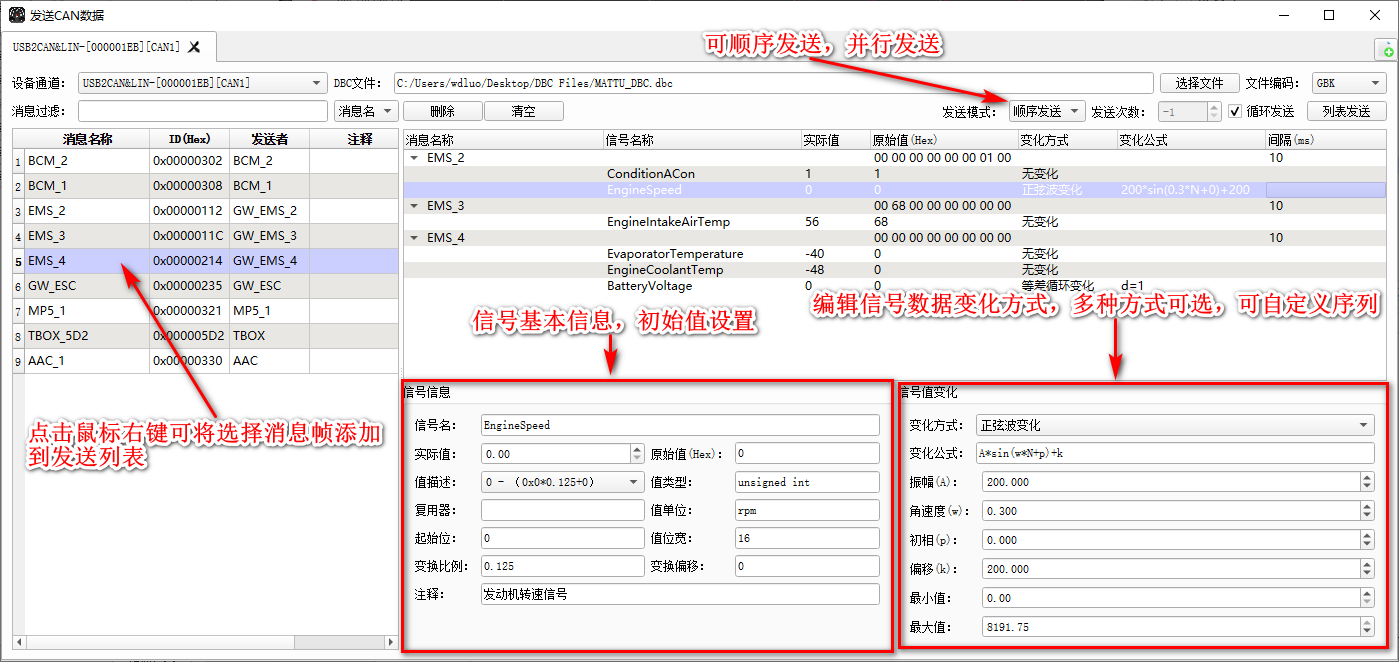 发送CAN数据
USB2CAN&LIN-[000001EB][CAN1]
可顺序发送，并行发送
设备通道： USB2CAN&LIN-[000001EB][CAN1] DBC文件： C:/Users/wdluo/Desktop/DBC Files/MATTU_DBC.dbc 选择文件 文件编码： GBK
消息过滤： 消息名 删除 清空 发送模式： 顺序发送 发送次数： -1 循环发送 列表发送
消息名称 ID(Hex) 发送者 注释
1 BCM_2 0x00000302 BCM_2
2 BCM_1 0x00000308 BCM_1
3 EMS_2 0x00000112 GW_EMS_2
4 EMS_3 0x0000011C GW_EMS_3
5 EMS_4 0x00000214 GW_EMS_4
6 GW_ESC 0x00000235 GW_ESC
7 MP5_1 0x00000321 MP5_1
8 TBOX_5D2 0x000005D2 TBOX
9 AAC_1 0x00000330 AAC
点击鼠标右键可将选择消息帧添加
到发送列表
消息名称 信号名称 实际值 原始值(Hex) 变化方式 变化公式 间隔(ms)
EMS_2 00 00 00 00 00 00 01 00 10
ConditionACon 1 1 无变化
EngineSpeed 0 0 正弦波变化 200*sin(0.3*N+0)+200
EMS_3 00 68 00 00 00 00 00 00 10
EngineIntakeAirTemp 56 68 无变化
EMS_4 00 00 00 00 00 00 00 00 10
EvaporatorTemperature -40 0 无变化
EngineCoolantTemp -48 0 无变化
BatteryVoltage 0 0 等差循环变化 d=1
信号基本信息，初始值设置
编辑信号数据变化方式，多种方式可选，可自定义序列
信号信息
信号名： EngineSpeed
实际值： 0.00 原始值(Hex)： 0
值描述： 0 - (0x0*0.125+0) 值类型： unsigned int
复用器： 值单位： rpm
起始位： 0 值位宽： 16
变换比例： 0.125 变换偏移： 0
注释： 发动机转速信号
信号值变化
变化方式： 正弦波变化
变化公式： A*sin(w*N+p)+k
振幅(A)： 200.000
角速度(w)： 0.300
初相(p)： 0.000
偏移(k)： 200.000
最小值： 0.00
最大值： 8191.75